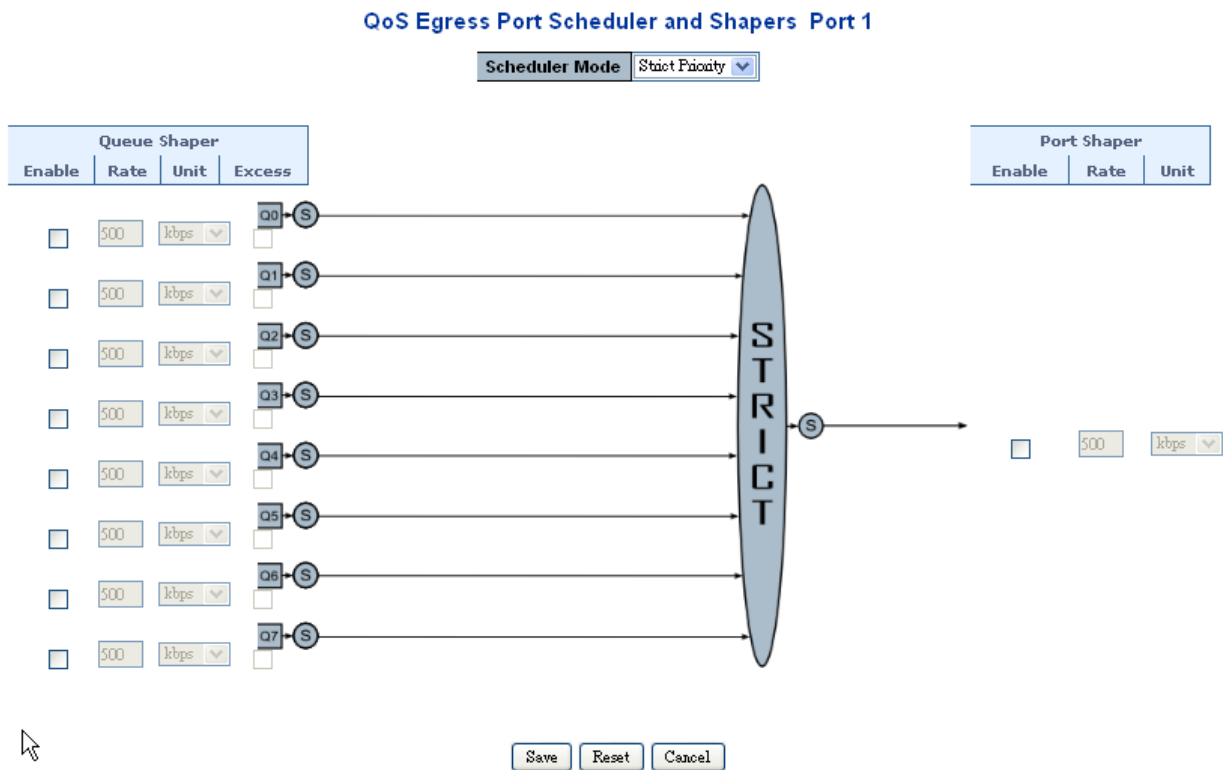 QoS Egress Port Scheduler and Shapers Port 1
Scheduler Mode Strict Priority
Queue Shaper
Enable Rate Unit Excess
Port Shaper
Enable Rate Unit
Q0 S
500 kbps
Q1 S
500 kbps
Q2 S
500 kbps
Q3 S
500 kbps
Q4 S
500 kbps
Q5 S
500 kbps
Q6 S
500 kbps
Q7 S
500 kbps
STRICT
S
500 kbps
Save Reset Cancel